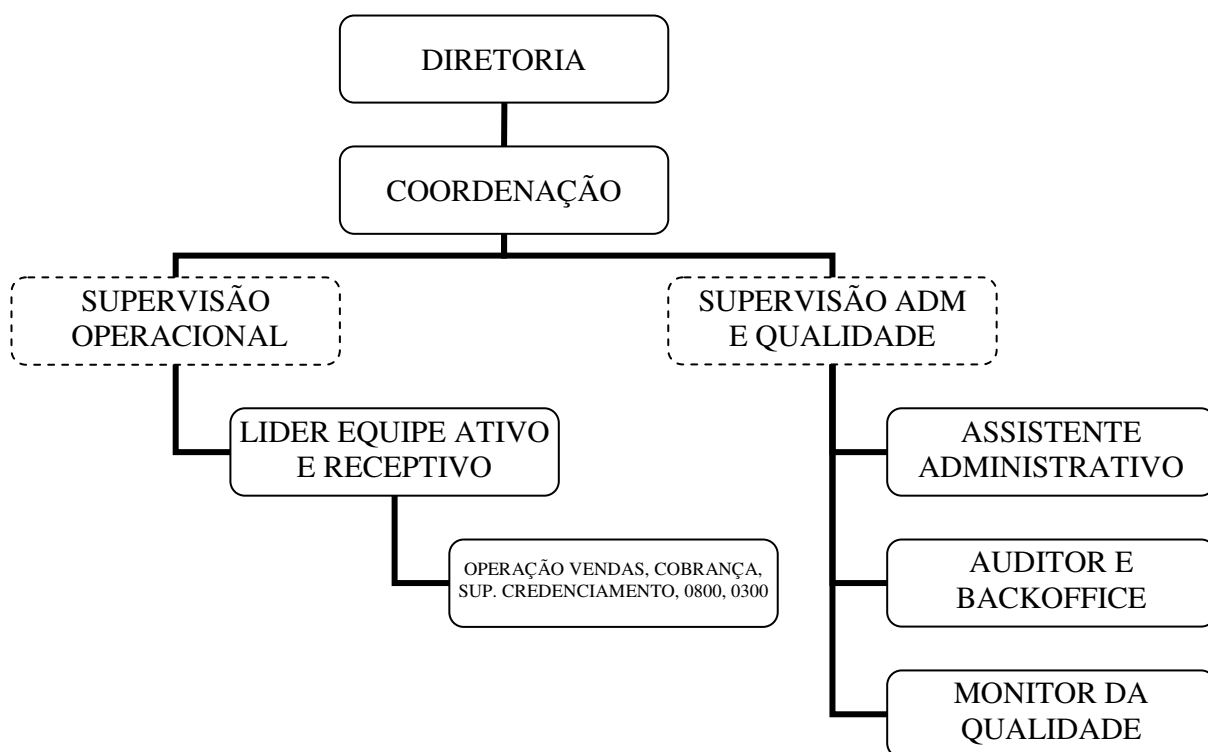 DIRETORIA
COORDENAÇÃO
SUPERVISÃO
OPERACIONAL
SUPERVISÃO ADM
E QUALIDADE
LIDER EQUIPE ATIVO
E RECEPTIVO
ASSISTENTE
ADMINISTRATIVO
OPERAÇÃO VENDAS, COBRANÇA,
SUP. CREDENCIAMENTO, 0800, 0300
AUDITOR E
BACKOFFICE
MONITOR DA
QUALIDADE